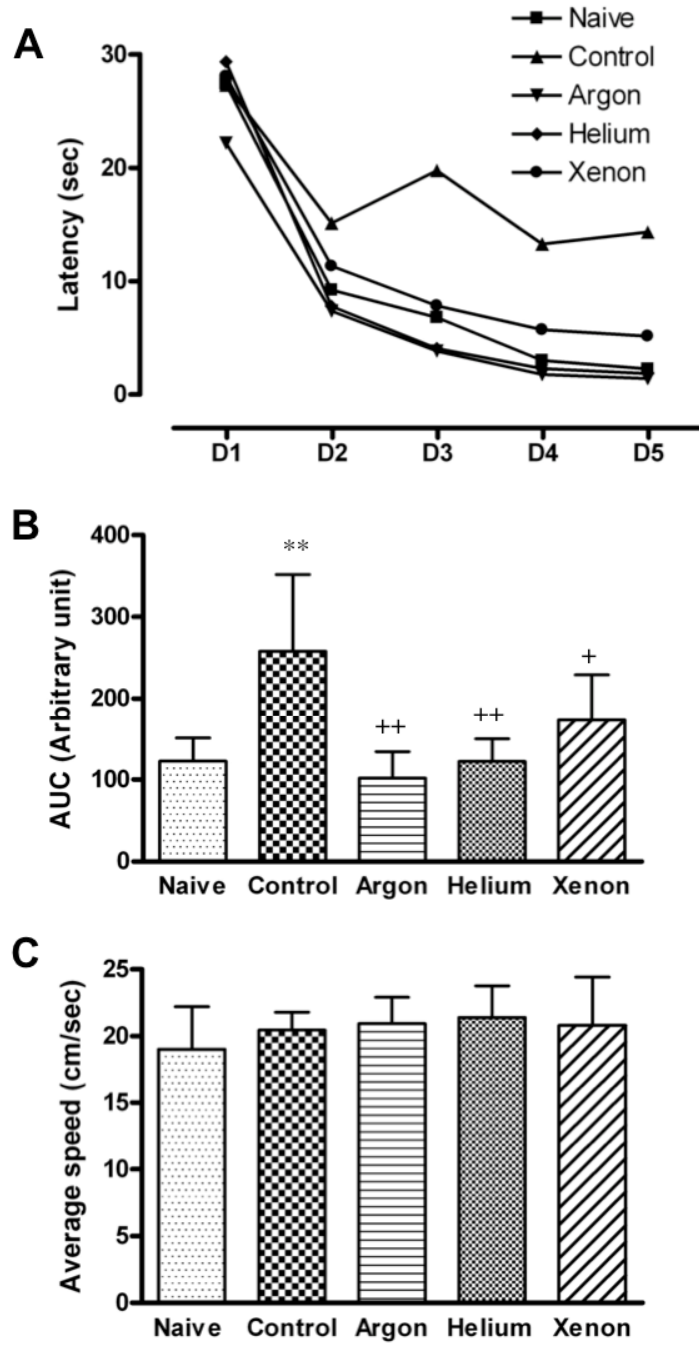 A
Naive
Control
Argon
Helium
Xenon
Latency (sec)
30
20
10
0
D1 D2 D3 D4 D5
B
AUC (Arbitrary unit)
400
300
200
100
0
**
++
++
+
Naive Control Argon Helium Xenon
C
Average speed (cm/sec)
25
20
15
10
5
0
Naive Control Argon Helium Xenon